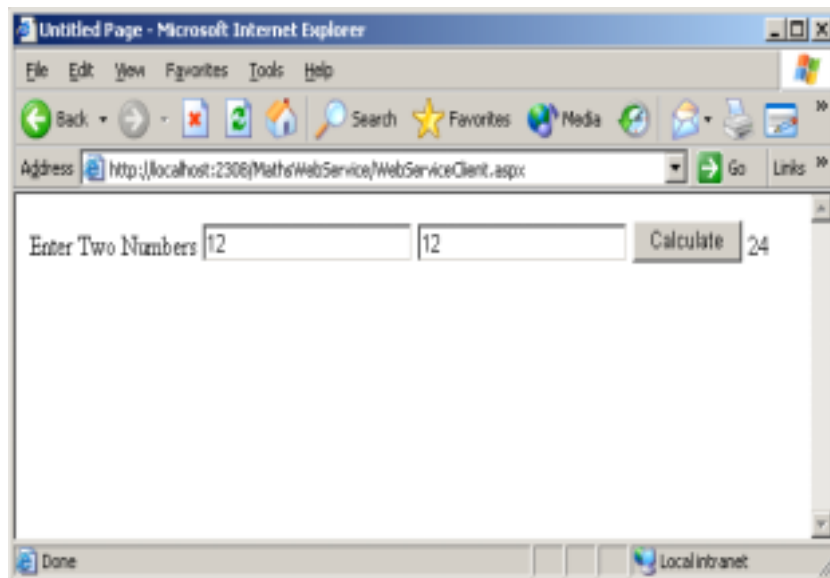 Untitled Page - Microsoft Internet Explorer
File Edit View Favorites Tools Help
Back Search Favorites Media »
Address http://localhost:2308/MathsWebService/WebServiceClient.aspx Go Links »
Enter Two Numbers 12 12 Calculate 24
Done Local intranet